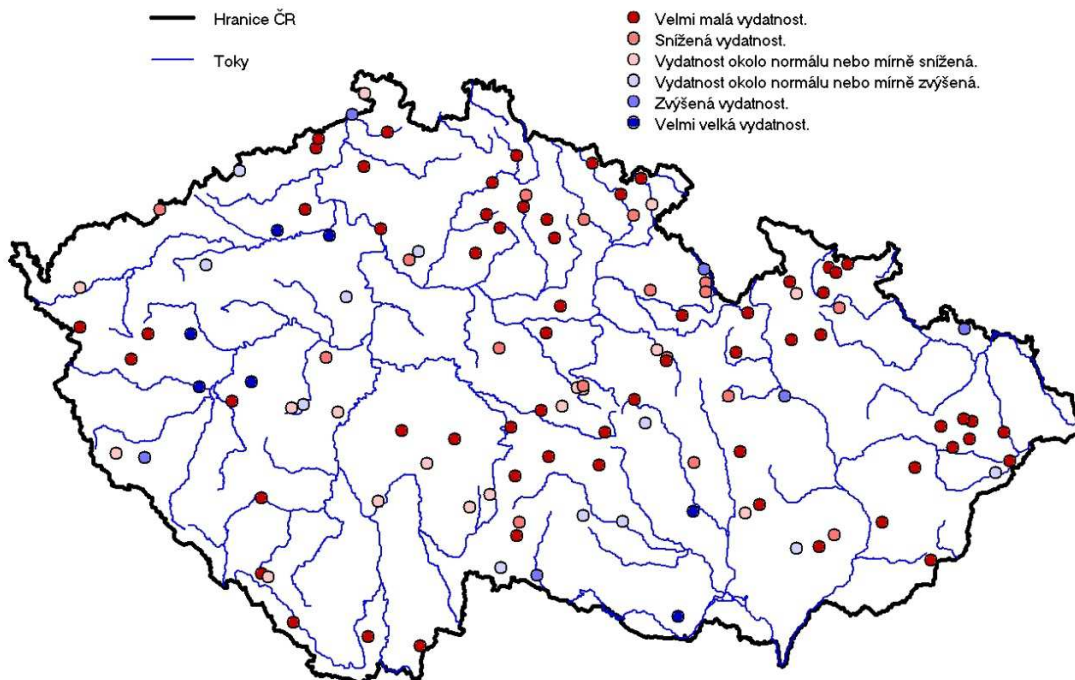 Hranice ČR
Toky
Velmi malá vydatnost.
Snížená vydatnost.
Vydatnost okolo normálu nebo mírně snížená.
Vydatnost okolo normálu nebo mírně zvýšená.
Zvýšená vydatnost.
Velmi velká vydatnost.